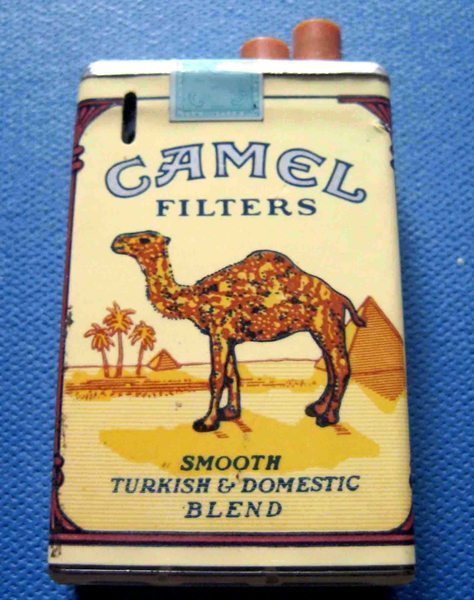 CAMEL
FILTERS
SMOOTH
TURKISH & DOMESTIC
BLEND